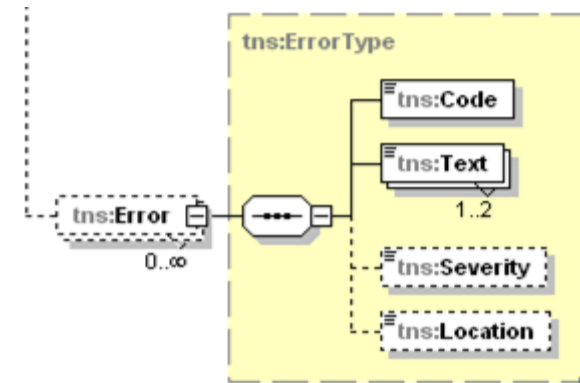 tns:ErrorType
tns:Code
tns:Text
1..2
tns:Error
0..∞
tns:Severity
tns:Location